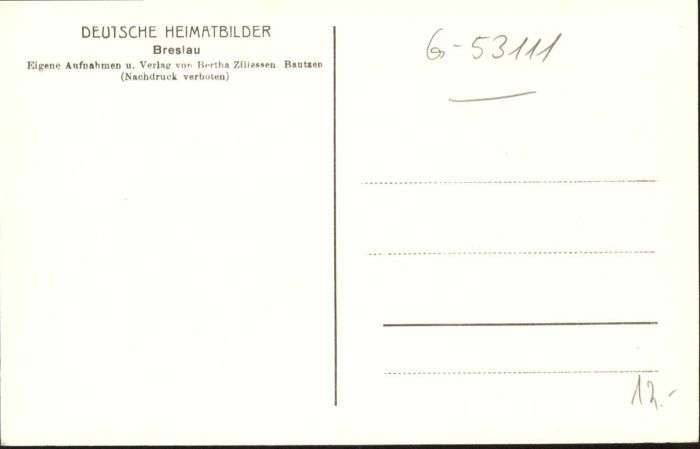 DEUTSCHE HEIMATBILDER
Breslau
Eigene Aufnahmen u. Verlag von Bertha Zillessen, Bautzen
(Nachdruck verboten)
G-53111
12.-